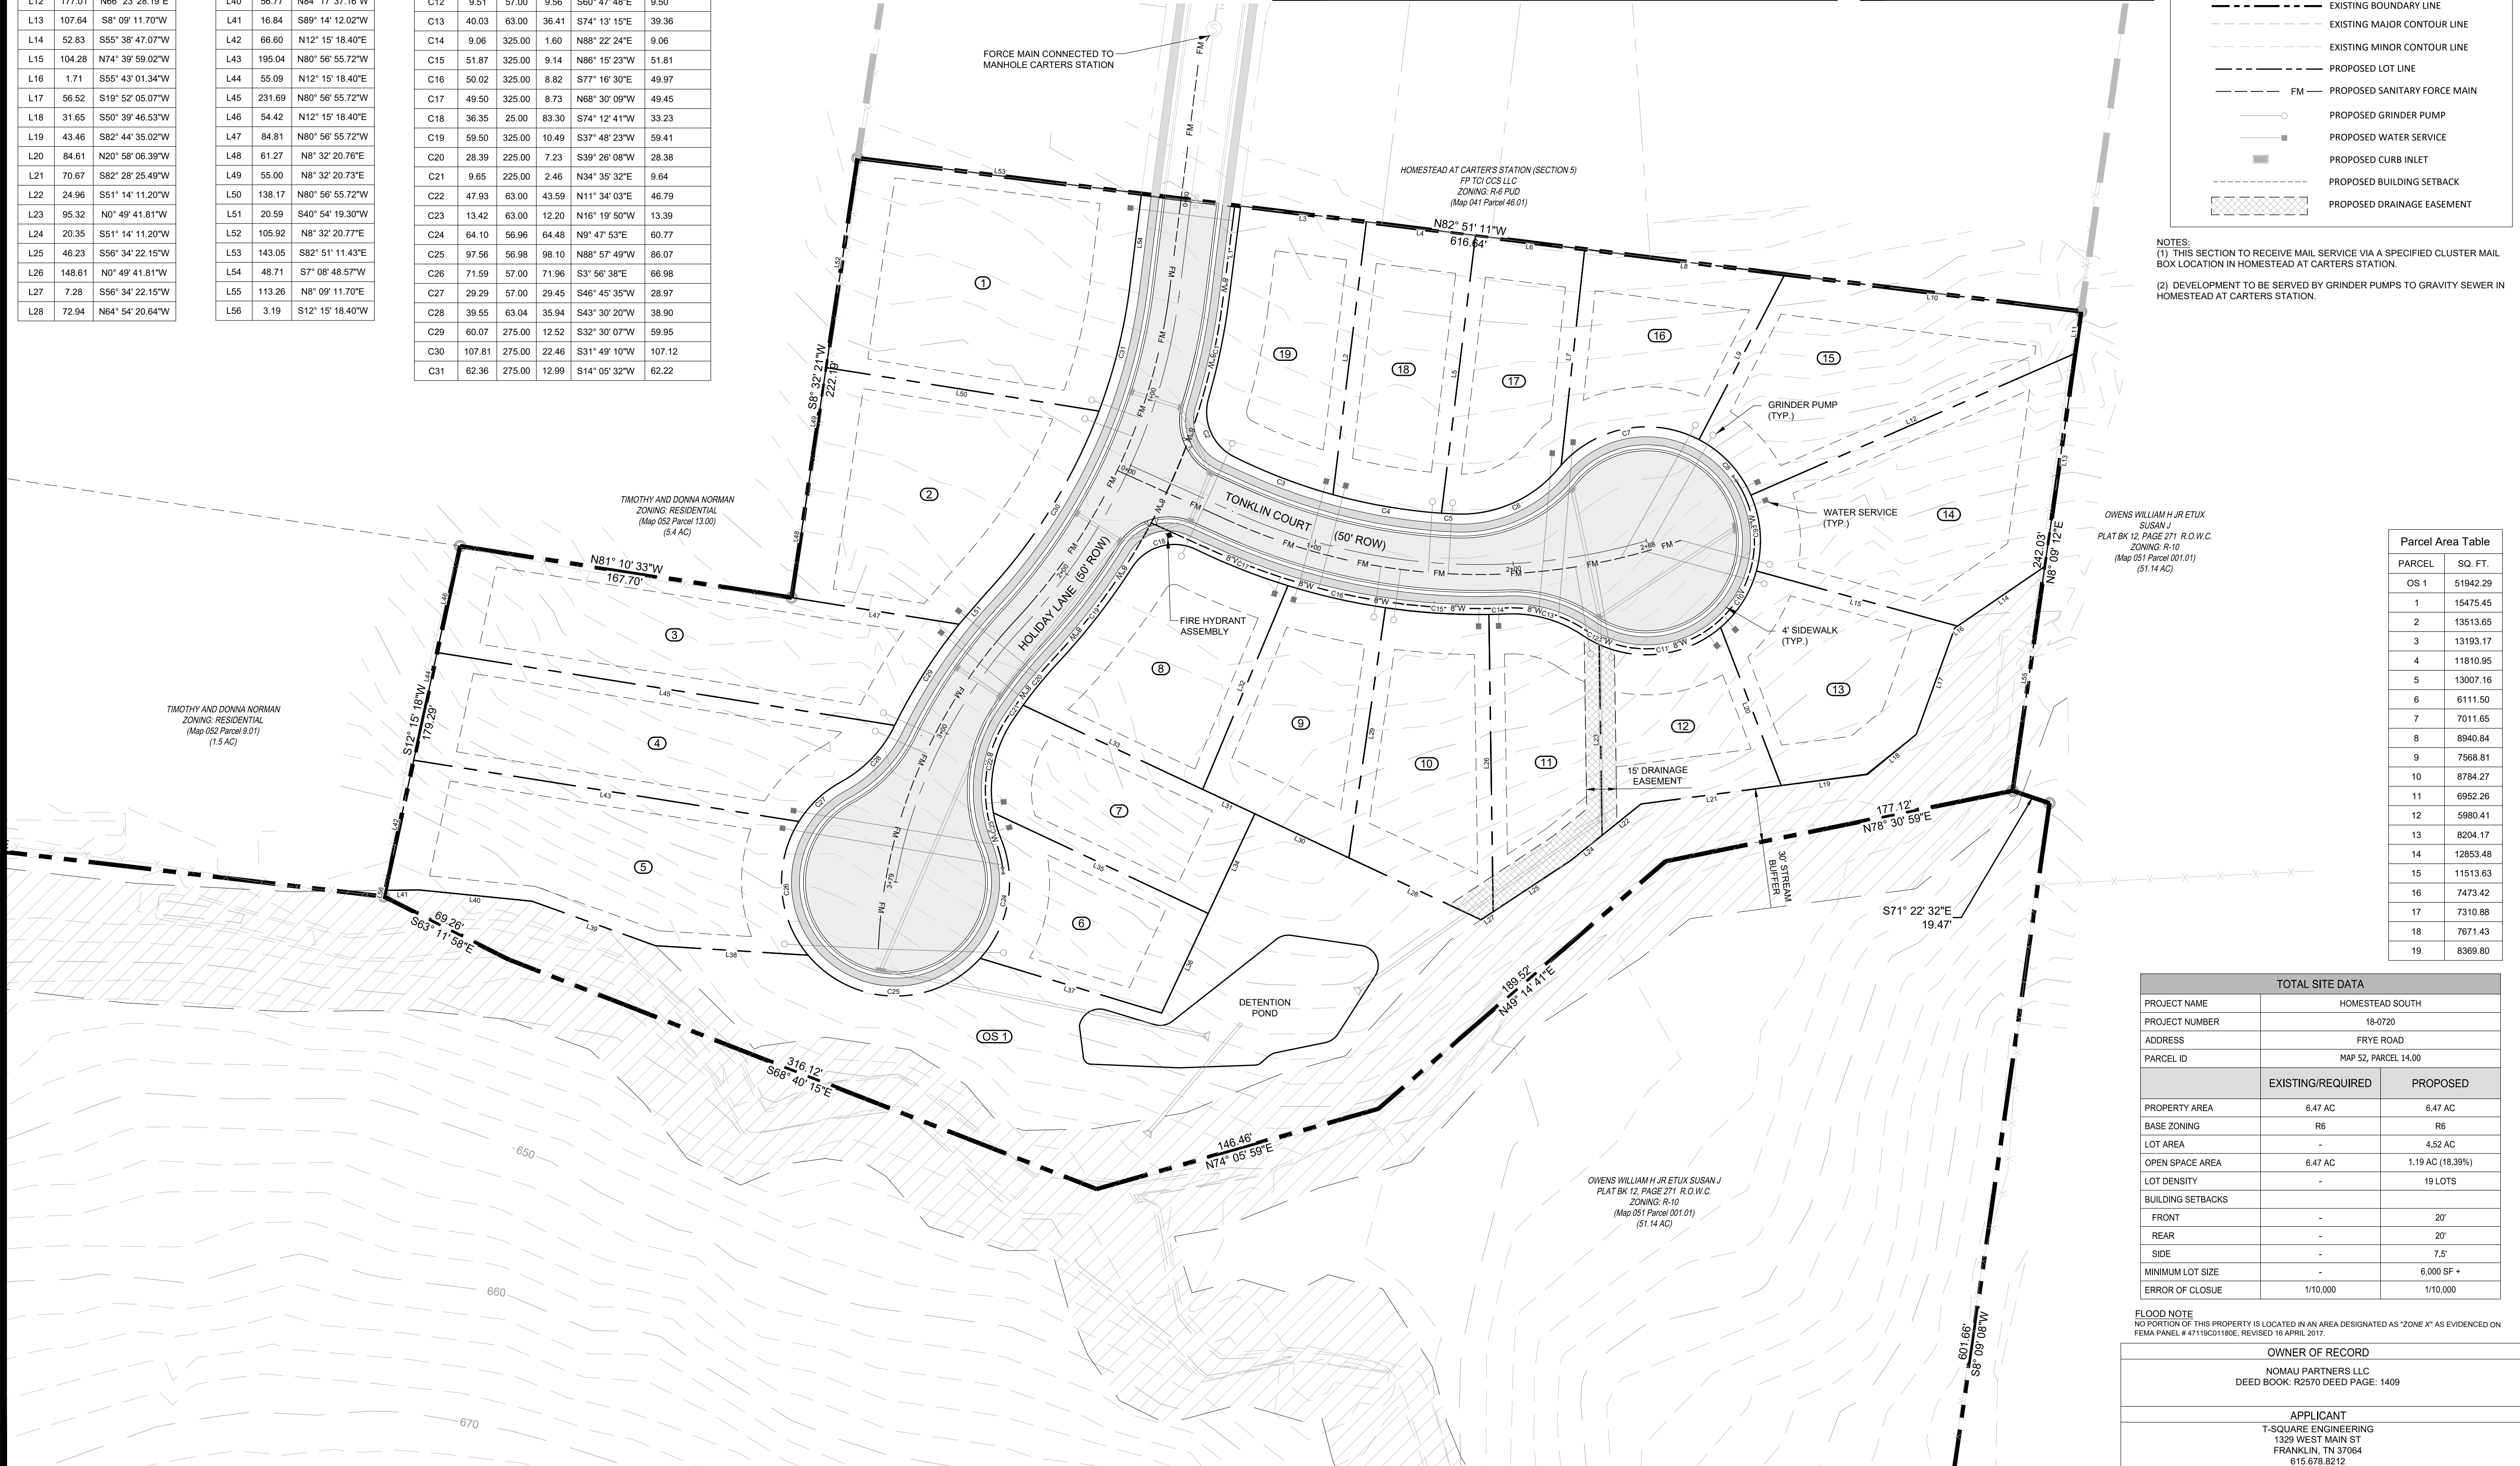 L12 177.01 N66° 23' 28.19"E
L13 107.64 S8° 09' 11.70"W
L14 52.83 S55° 38' 47.07"W
L15 104.28 N74° 39' 59.02"W
L16 1.71 S55° 43' 01.34"W
L17 56.52 S19° 52' 05.07"W
L18 31.65 S50° 39' 46.53"W
L19 43.46 S82° 44' 35.02"W
L20 84.61 N20° 58' 06.39"W
L21 70.67 S82° 28' 25.49"W
L22 24.96 S51° 14' 11.20"W
L23 95.32 N0° 49' 41.81"W
L24 20.35 S51° 14' 11.20"W
L25 46.23 S56° 34' 22.15"W
L26 148.61 N0° 49' 41.81"W
L27 7.28 S56° 34' 22.15"W
L28 72.94 N64° 54' 20.64"W
L40 56.77 N84° 17' 37.16"W
L41 16.84 S89° 14' 12.02"W
L42 66.60 N12° 15' 18.40"E
L43 195.04 N80° 56' 55.72"W
L44 55.09 N12° 15' 18.40"E
L45 231.69 N80° 56' 55.72"W
L46 54.42 N12° 15' 18.40"E
L47 84.81 N80° 56' 55.72"W
L48 61.27 N8° 32' 20.76"E
L49 55.00 N8° 32' 20.73"E
L50 138.17 N80° 56' 55.72"W
L51 20.59 S40° 54' 19.30"W
L52 105.92 N8° 32' 20.77"E
L53 143.05 S82° 51' 11.43"E
L54 48.71 S7° 08' 48.57"W
L55 113.26 N8° 09' 11.70"E
L56 3.19 S12° 15' 18.40"W
C12 9.51 57.00 9.56 S60° 47' 48"E 9.50
C13 40.03 63.00 36.41 S74° 13' 15"E 39.36
C14 9.06 325.00 1.60 N88° 22' 24"E 9.06
C15 51.87 325.00 9.14 N86° 15' 23"W 51.81
C16 50.02 325.00 8.82 S77° 16' 30"E 49.97
C17 49.50 325.00 8.73 N68° 30' 09"W 49.45
C18 36.35 25.00 83.30 S74° 12' 41"W 33.23
C19 59.50 325.00 10.49 S37° 48' 23"W 59.41
C20 28.39 225.00 7.23 S39° 26' 08"W 28.38
C21 9.65 225.00 2.46 N34° 35' 32"E 9.64
C22 47.93 63.00 43.59 N11° 34' 03"E 46.79
C23 13.42 63.00 12.20 N16° 19' 50"W 13.39
C24 64.10 56.96 64.48 N9° 47' 53"E 60.77
C25 97.56 56.98 98.10 N88° 57' 49"W 86.07
C26 71.59 57.00 71.96 S3° 56' 38"E 66.98
C27 29.29 57.00 29.45 S46° 45' 35"W 28.97
C28 39.55 63.04 35.94 S43° 30' 20"W 38.90
C29 60.07 275.00 12.52 S32° 30' 07"W 59.95
C30 107.81 275.00 22.46 S31° 49' 10"W 107.12
C31 62.36 275.00 12.99 S14° 05' 32"W 62.22
EXISTING BOUNDARY LINE
EXISTING MAJOR CONTOUR LINE
EXISTING MINOR CONTOUR LINE
PROPOSED LOT LINE
FM PROPOSED SANITARY FORCE MAIN
PROPOSED GRINDER PUMP
PROPOSED WATER SERVICE
PROPOSED CURB INLET
PROPOSED BUILDING SETBACK
PROPOSED DRAINAGE EASEMENT
NOTES:
(1) THIS SECTION TO RECEIVE MAIL SERVICE VIA A SPECIFIED CLUSTER MAIL
BOX LOCATION IN HOMESTEAD AT CARTERS STATION.
(2) DEVELOPMENT TO BE SERVED BY GRINDER PUMPS TO GRAVITY SEWER IN
HOMESTEAD AT CARTERS STATION.
FORCE MAIN CONNECTED TO
MANHOLE CARTERS STATION
HOMESTEAD AT CARTER'S STATION (SECTION 5)
FP TCI CCS LLC
ZONING: R-6 PUD
(Map 041 Parcel 46.01)
N82° 51' 11"W
616.64'
S8° 32' 21"W
222.19'
TIMOTHY AND DONNA NORMAN
ZONING: RESIDENTIAL
(Map 052 Parcel 13.00)
(5.4 AC)
N81° 10' 33"W
167.70'
TIMOTHY AND DONNA NORMAN
ZONING: RESIDENTIAL
(Map 052 Parcel 9.01)
(1.5 AC)
S12° 15' 18"W
179.29'
TONKLIN COURT
(50' ROW)
HOLIDAY LANE (50' ROW)
GRINDER PUMP
(TYP.)
WATER SERVICE
(TYP.)
4' SIDEWALK
(TYP.)
FIRE HYDRANT
ASSEMBLY
15' DRAINAGE
EASEMENT
30' STREAM
BUFFER
DETENTION
POND
OS 1
1
2
3
4
5
6
7
8
9
10
11
12
13
14
15
16
17
18
19
OWENS WILLIAM H JR ETUX
SUSAN J
PLAT BK 12, PAGE 271 R.O.W.C.
ZONING: R-10
(Map 051 Parcel 001.01)
(51.14 AC)
242.03'
N8° 09' 12"E
177.12'
N78° 30' 59"E
S71° 22' 32"E
19.47'
189.52'
N49° 14' 41"E
146.46'
N74° 05' 59"E
316.12'
S68° 40' 15"E
69.26'
S63° 11' 58"E
601.66'
S8° 09' 08"W
650
660
670
OWENS WILLIAM H JR ETUX SUSAN J
PLAT BK 12, PAGE 271 R.O.W.C.
ZONING: R-10
(Map 051 Parcel 001.01)
(51.14 AC)
Parcel Area Table
PARCEL SQ. FT.
OS 1 51942.29
1 15475.45
2 13513.65
3 13193.17
4 11810.95
5 13007.16
6 6111.50
7 7011.65
8 8940.84
9 7568.81
10 8784.27
11 6952.26
12 5980.41
13 8204.17
14 12853.48
15 11513.63
16 7473.42
17 7310.88
18 7671.43
19 8369.80
TOTAL SITE DATA
PROJECT NAME HOMESTEAD SOUTH
PROJECT NUMBER 18-0720
ADDRESS FRYE ROAD
PARCEL ID MAP 52, PARCEL 14.00
EXISTING/REQUIRED PROPOSED
PROPERTY AREA 6.47 AC 6.47 AC
BASE ZONING R6 R6
LOT AREA - 4.52 AC
OPEN SPACE AREA 6.47 AC 1.19 AC (18.39%)
LOT DENSITY - 19 LOTS
BUILDING SETBACKS
FRONT - 20'
REAR - 20'
SIDE - 7.5'
MINIMUM LOT SIZE - 6,000 SF +
ERROR OF CLOSUE 1/10,000 1/10,000
FLOOD NOTE
NO PORTION OF THIS PROPERTY IS LOCATED IN AN AREA DESIGNATED AS "ZONE X" AS EVIDENCED ON
FEMA PANEL # 47119C01180E, REVISED 16 APRIL 2017.
OWNER OF RECORD
NOMAU PARTNERS LLC
DEED BOOK: R2570 DEED PAGE: 1409
APPLICANT
T-SQUARE ENGINEERING
1329 WEST MAIN ST
FRANKLIN, TN 37064
615.678.8212